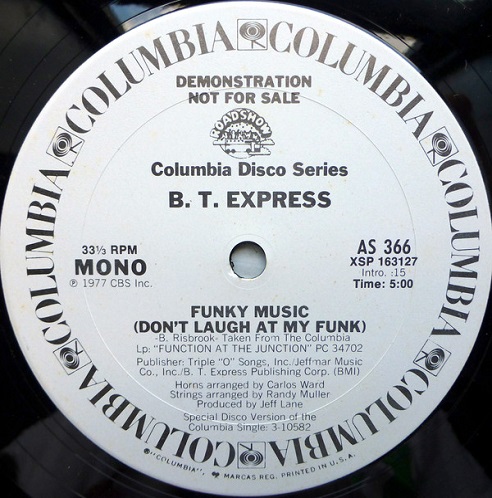 COLUMBIA COLUMBIA COLUMBIA COLUMBIA COLUMBIA COLUMBIA COLUMBIA
DEMONSTRATION
NOT FOR SALE
ROADSHOW
Columbia Disco Series
B. T. EXPRESS
33⅓ RPM
MONO
℗ 1977 CBS Inc.
AS 366
XSP 163127
Intro. :15
Time: 5:00
FUNKY MUSIC
(DON'T LAUGH AT MY FUNK)
-B. Risbrook- Taken From The Columbia
Lp: "FUNCTION AT THE JUNCTION" PC 34702
Publisher: Triple "O" Songs, Inc./Jeffmar Music
Co., Inc./B. T. Express Publishing Corp. (BMI)
Horns arranged by Carlos Ward
Strings arranged by Randy Muller
Produced by Jeff Lane
Special Disco Version of the
Columbia Single: 3-10582
® "COLUMBIA", MARCAS REG. PRINTED IN U.S.A.